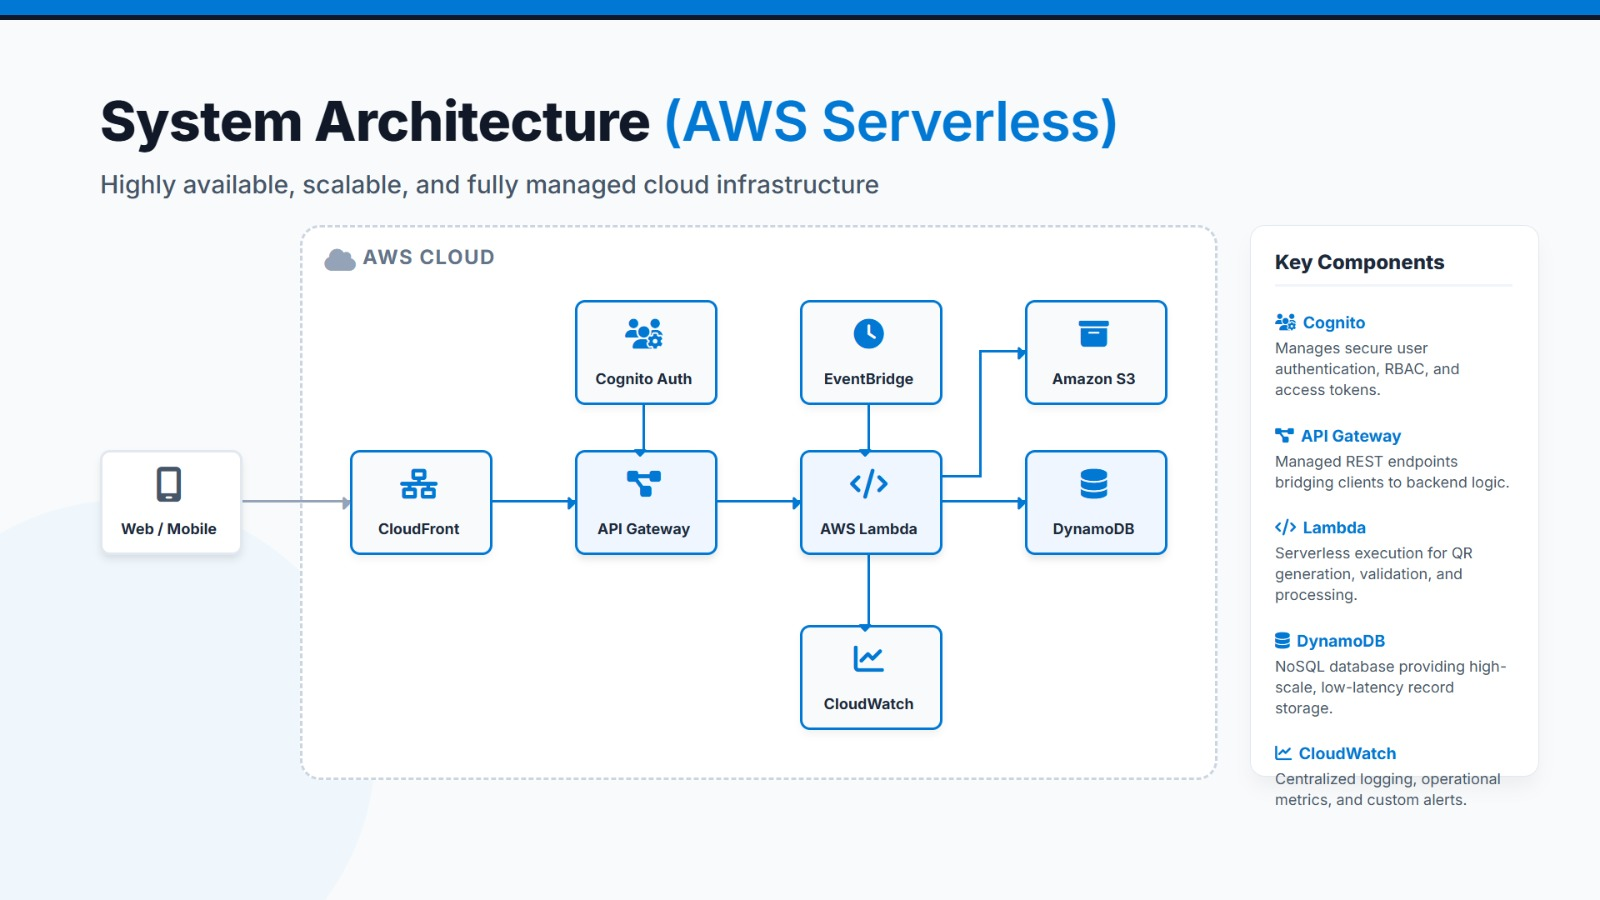 System Architecture (AWS Serverless)
Highly available, scalable, and fully managed cloud infrastructure
AWS CLOUD
Cognito Auth
EventBridge
Amazon S3
Web / Mobile
CloudFront
API Gateway
AWS Lambda
DynamoDB
CloudWatch
Key Components
Cognito
Manages secure user
authentication, RBAC, and
access tokens.
API Gateway
Managed REST endpoints
bridging clients to backend logic.
Lambda
Serverless execution for QR
generation, validation, and
processing.
DynamoDB
NoSQL database providing high-
scale, low-latency record
storage.
CloudWatch
Centralized logging, operational
metrics, and custom alerts.